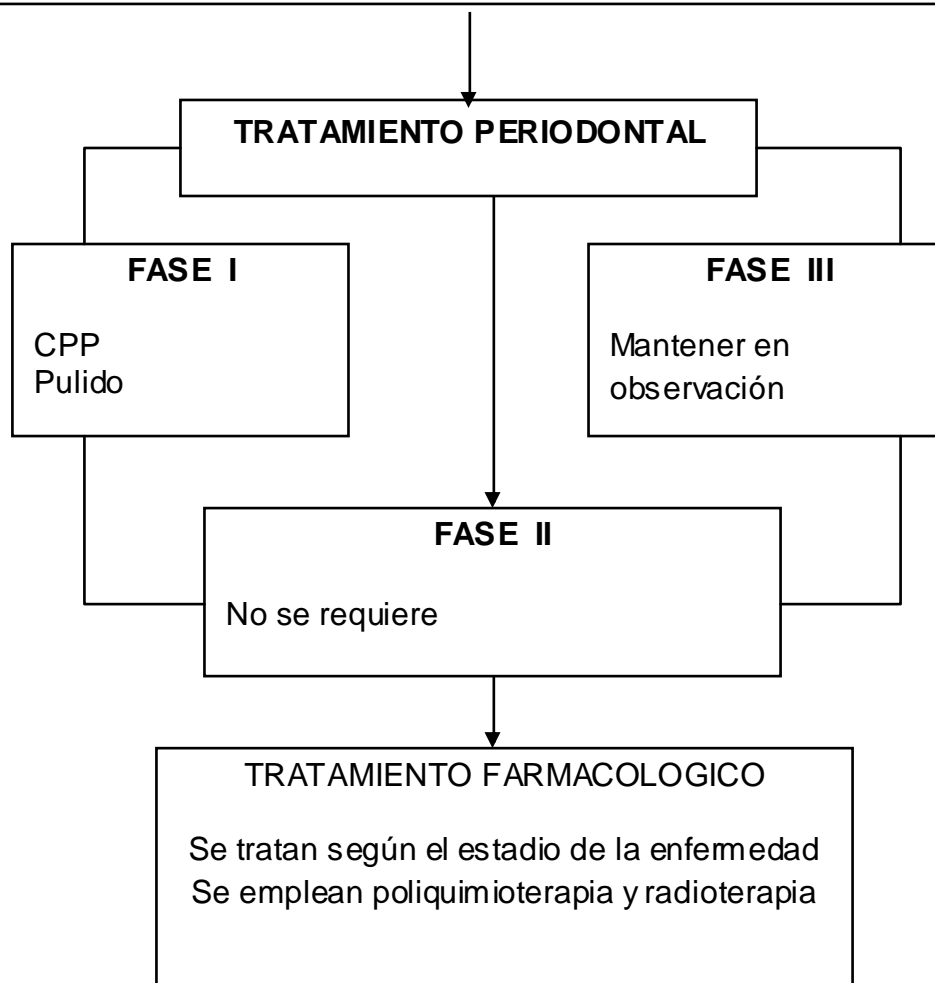 TRATAMIENTO PERIODONTAL
FASE I
CPP
Pulido
FASE III
Mantener en
observación
FASE II
No se requiere
TRATAMIENTO FARMACOLOGICO
Se tratan según el estadio de la enfermedad
Se emplean poliquimioterapia y radioterapia